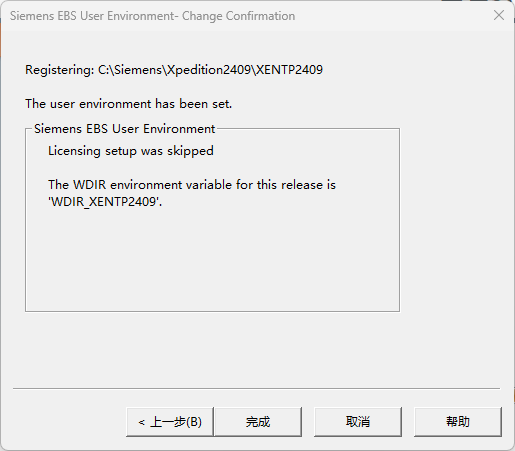 Siemens EBS User Environment- Change Confirmation
Registering: C:\Siemens\Xpedition2409\XENTP2409
The user environment has been set.
Siemens EBS User Environment
Licensing setup was skipped
The WDIR environment variable for this release is
'WDIR_XENTP2409'.
< 上一步(B)
完成
取消
帮助